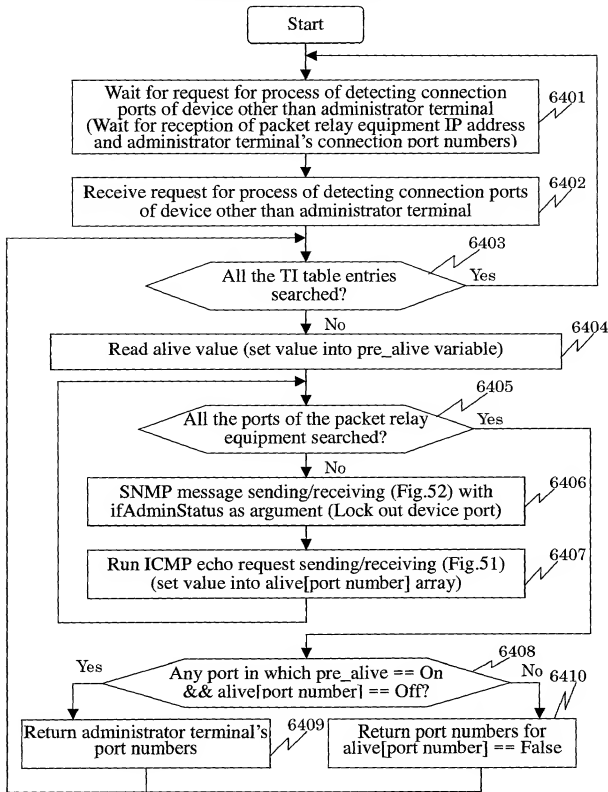 Start
Wait for request for process of detecting connection
ports of device other than administrator terminal
(Wait for reception of packet relay equipment IP address
and administrator terminal's connection port numbers)
6401
Receive request for process of detecting connection ports
of device other than administrator terminal
6402
6403
All the TI table entries
searched?
Yes
No
6404
Read alive value (set value into pre_alive variable)
6405
All the ports of the packet relay
equipment searched?
Yes
No
SNMP message sending/receiving (Fig.52) with
ifAdminStatus as argument (Lock out device port)
6406
Run ICMP echo request sending/receiving (Fig.51)
(set value into alive[port number] array)
6407
6408
Yes
Any port in which pre_alive == On
&& alive[port number] == Off?
No
6410
Return administrator terminal's
port numbers
6409
Return port numbers for
alive[port number] == False